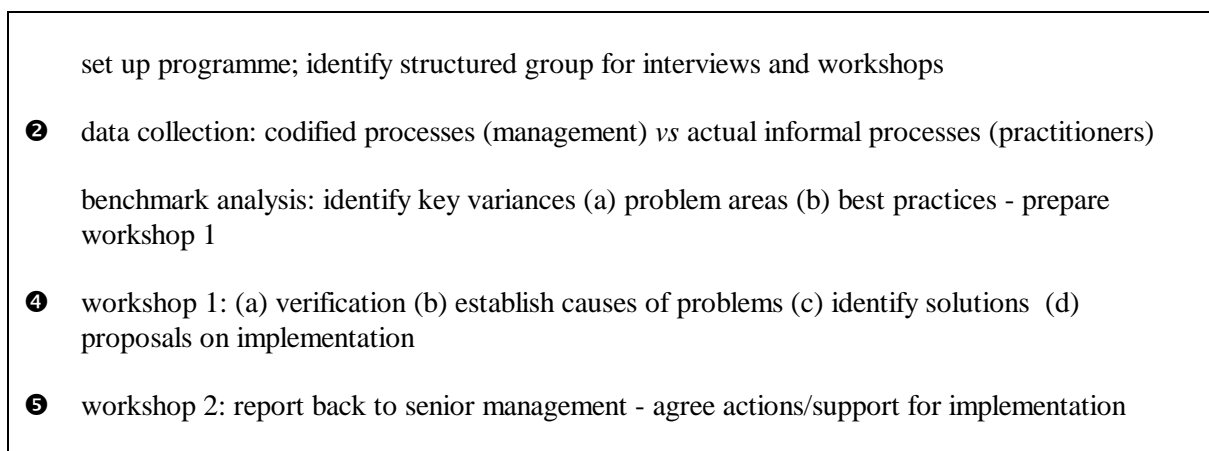 set up programme; identify structured group for interviews and workshops
❷ data collection: codified processes (management) vs actual informal processes (practitioners)
benchmark analysis: identify key variances (a) problem areas (b) best practices - prepare
workshop 1
❹ workshop 1: (a) verification (b) establish causes of problems (c) identify solutions (d)
proposals on implementation
❺ workshop 2: report back to senior management - agree actions/support for implementation